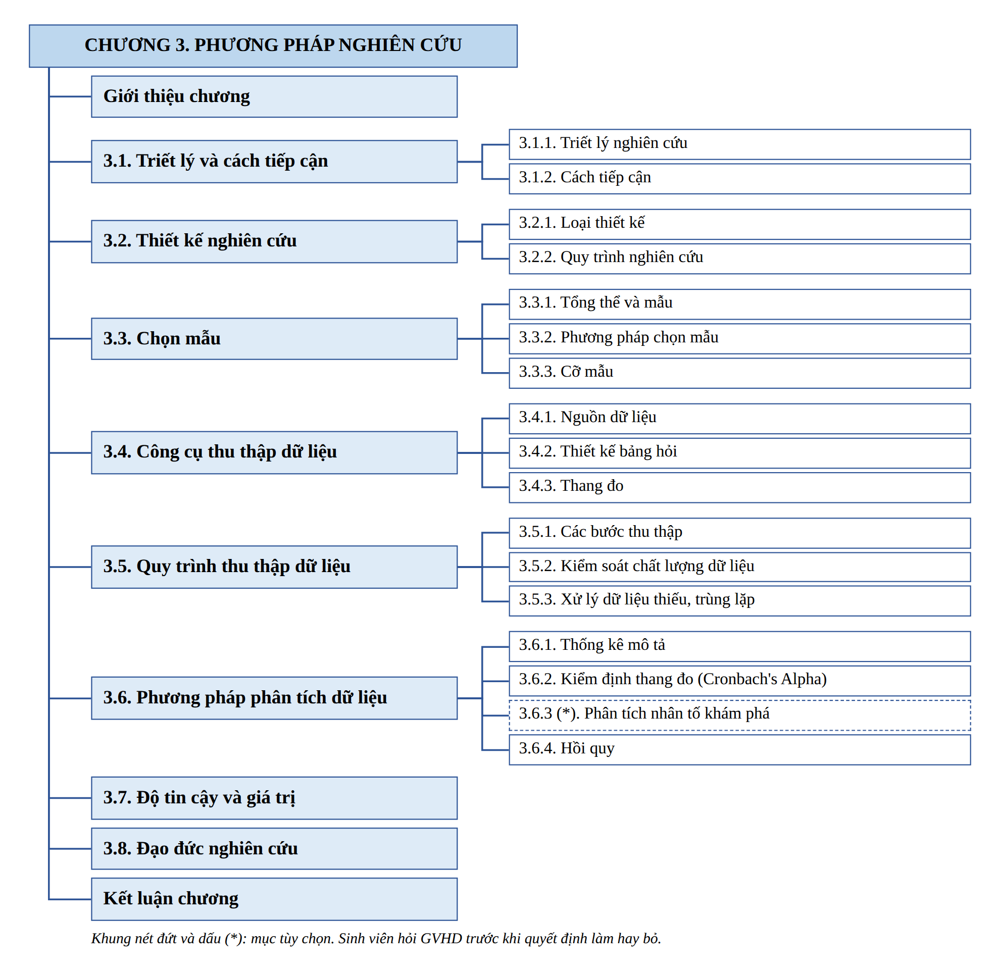 CHƯƠNG 3. PHƯƠNG PHÁP NGHIÊN CỨU
Giới thiệu chương
3.1. Triết lý và cách tiếp cận
3.1.1. Triết lý nghiên cứu
3.1.2. Cách tiếp cận
3.2. Thiết kế nghiên cứu
3.2.1. Loại thiết kế
3.2.2. Quy trình nghiên cứu
3.3. Chọn mẫu
3.3.1. Tổng thể và mẫu
3.3.2. Phương pháp chọn mẫu
3.3.3. Cỡ mẫu
3.4. Công cụ thu thập dữ liệu
3.4.1. Nguồn dữ liệu
3.4.2. Thiết kế bảng hỏi
3.4.3. Thang đo
3.5. Quy trình thu thập dữ liệu
3.5.1. Các bước thu thập
3.5.2. Kiểm soát chất lượng dữ liệu
3.5.3. Xử lý dữ liệu thiếu, trùng lặp
3.6. Phương pháp phân tích dữ liệu
3.6.1. Thống kê mô tả
3.6.2. Kiểm định thang đo (Cronbach's Alpha)
3.6.3 (*). Phân tích nhân tố khám phá
3.6.4. Hồi quy
3.7. Độ tin cậy và giá trị
3.8. Đạo đức nghiên cứu
Kết luận chương
Khung nét đứt và dấu (*): mục tùy chọn. Sinh viên hỏi GVHD trước khi quyết định làm hay bỏ.